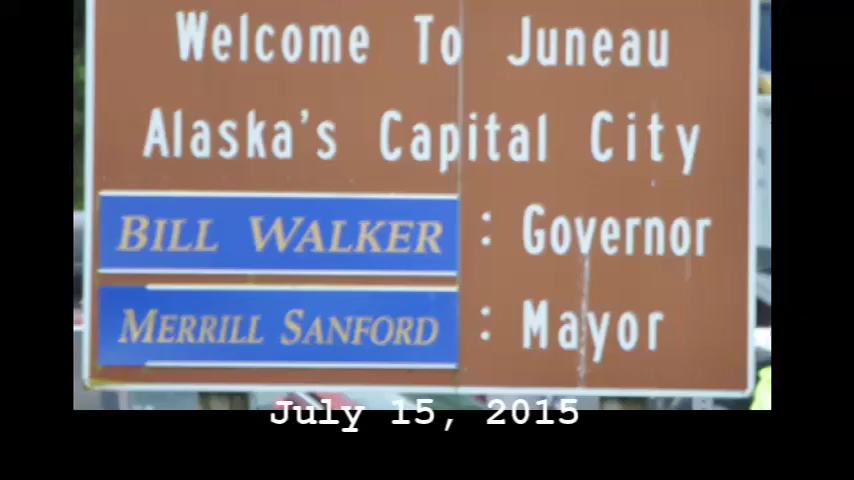 Welcome To Juneau
Alaska's Capital City
BILL WALKER : Governor
MERRILL SANFORD : Mayor
July 15, 2015